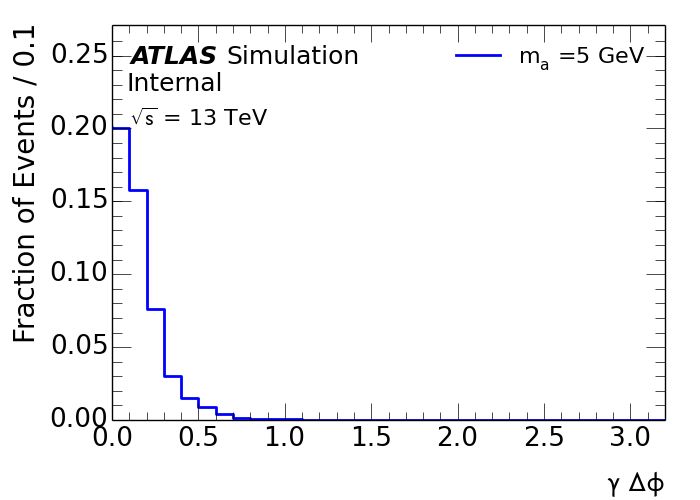 Fraction of Events / 0.1
0.25
0.20
0.15
0.10
0.05
0.00
ATLAS Simulation
Internal
√s = 13 TeV
mₐ =5 GeV
0.0 0.5 1.0 1.5 2.0 2.5 3.0
γ Δϕ